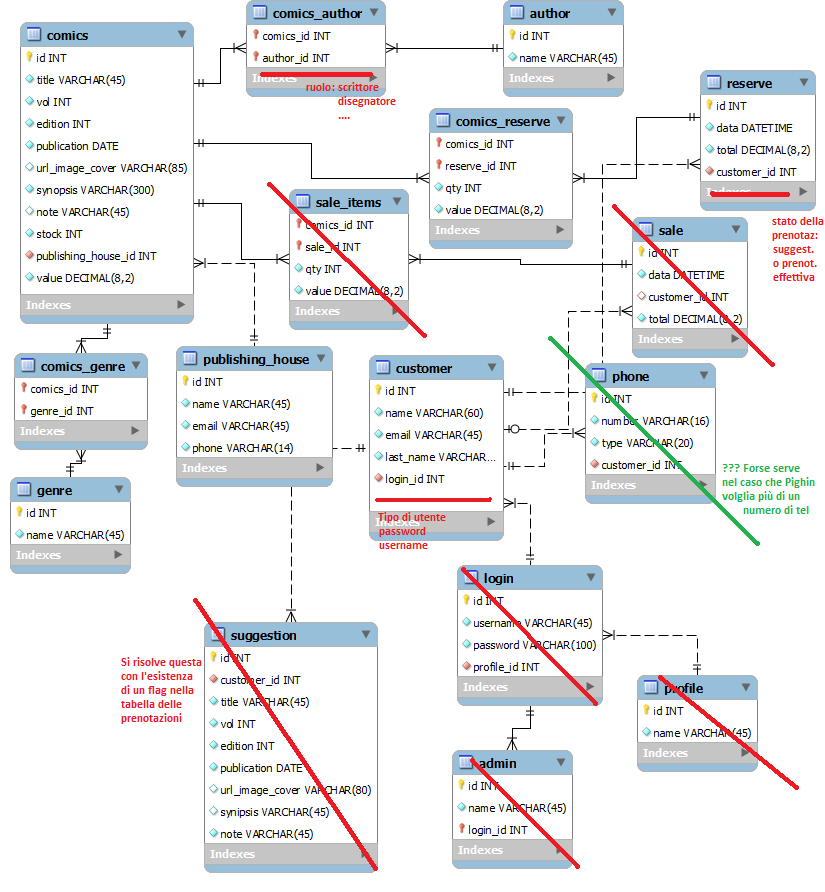 comics
id INT
title VARCHAR(45)
vol INT
edition INT
publication DATE
url_image_cover VARCHAR(85)
synopsis VARCHAR(300)
note VARCHAR(45)
stock INT
publishing_house_id INT
value DECIMAL(8,2)
Indexes
comics_author
comics_id INT
author_id INT
Indexes
ruolo: scrittore
disegnatore
....
author
id INT
name VARCHAR(45)
Indexes
reserve
id INT
data DATETIME
total DECIMAL(8,2)
customer_id INT
Indexes
stato della
prenotaz:
suggest.
o prenot.
effettiva
comics_reserve
comics_id INT
reserve_id INT
qty INT
value DECIMAL(8,2)
Indexes
sale_items
comics_id INT
sale_id INT
qty INT
value DECIMAL(8,2)
Indexes
sale
id INT
data DATETIME
customer_id INT
total DECIMAL(8,2)
Indexes
comics_genre
comics_id INT
genre_id INT
Indexes
publishing_house
id INT
name VARCHAR(45)
email VARCHAR(45)
phone VARCHAR(14)
Indexes
customer
id INT
name VARCHAR(60)
email VARCHAR(45)
last_name VARCHAR...
login_id INT
Indexes
Tipo di utente
password
username
phone
id INT
number VARCHAR(16)
type VARCHAR(20)
customer_id INT
Indexes
??? Forse serve
nel caso che Pighin
volglia più di un
numero di tel
genre
id INT
name VARCHAR(45)
Indexes
login
id INT
username VARCHAR(45)
password VARCHAR(100)
profile_id INT
Indexes
suggestion
id INT
customer_id INT
title VARCHAR(45)
vol INT
edition INT
publication DATE
url_image_cover VARCHAR(80)
synipsis VARCHAR(45)
note VARCHAR(45)
Indexes
Si risolve questa
con l'esistenza
di un flag nella
tabella delle
prenotazioni
profile
id INT
name VARCHAR(45)
Indexes
admin
id INT
name VARCHAR(45)
login_id INT
Indexes